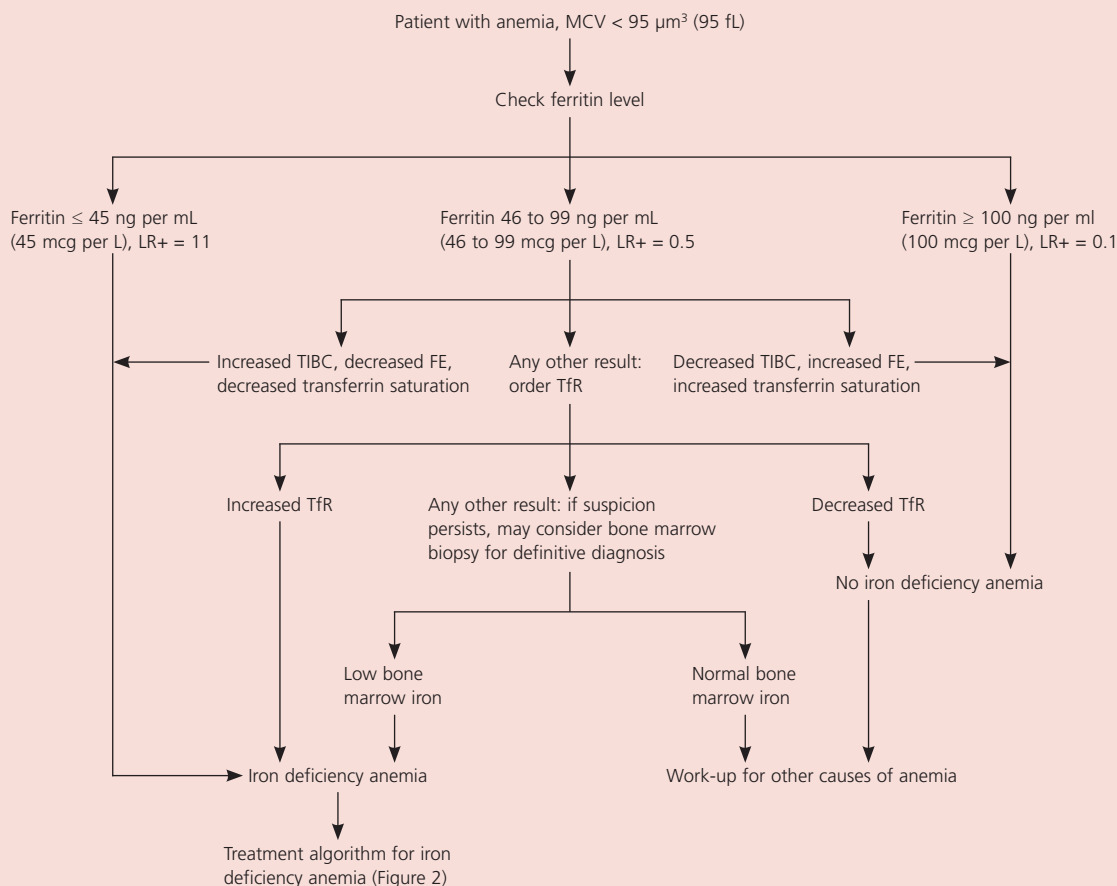 Patient with anemia, MCV < 95 µm³ (95 fL)
Check ferritin level
Ferritin ≤ 45 ng per mL
(45 mcg per L), LR+ = 11
Ferritin 46 to 99 ng per mL
(46 to 99 mcg per L), LR+ = 0.5
Ferritin ≥ 100 ng per ml
(100 mcg per L), LR+ = 0.1
Increased TIBC, decreased FE,
decreased transferrin saturation
Any other result:
order TfR
Decreased TIBC, increased FE,
increased transferrin saturation
Increased TfR
Any other result: if suspicion
persists, may consider bone marrow
biopsy for definitive diagnosis
Decreased TfR
No iron deficiency anemia
Low bone
marrow iron
Normal bone
marrow iron
Iron deficiency anemia
Work-up for other causes of anemia
Treatment algorithm for iron
deficiency anemia (Figure 2)